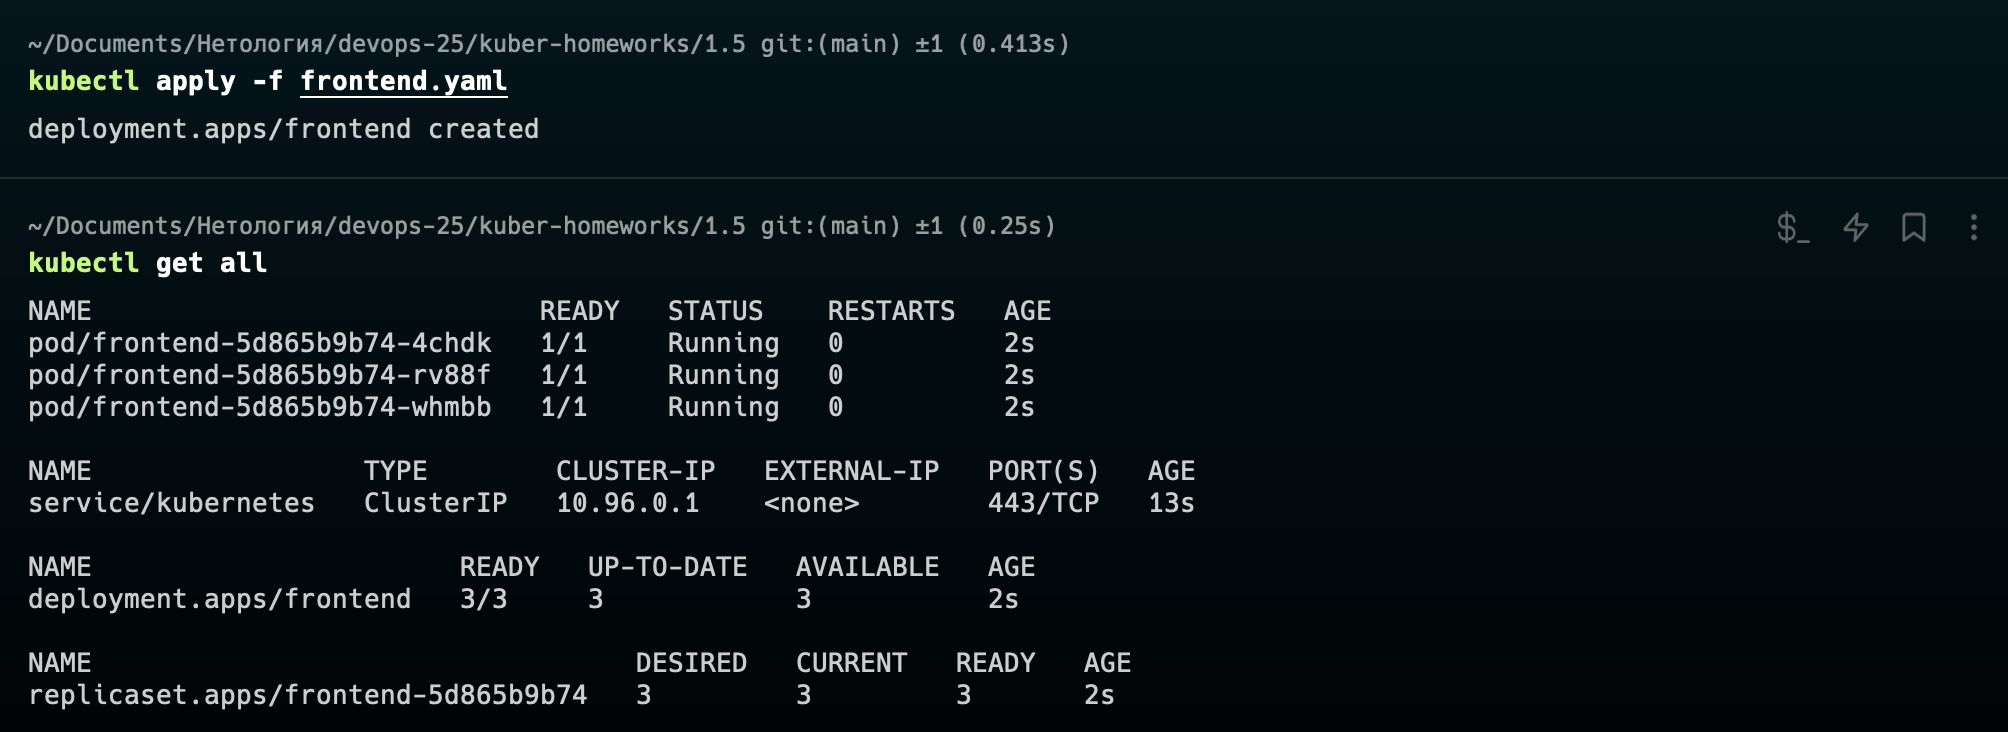 ~/Documents/Нетология/devops-25/kuber-homeworks/1.5 git:(main) ±1 (0.413s)
kubectl apply -f frontend.yaml
deployment.apps/frontend created
~/Documents/Нетология/devops-25/kuber-homeworks/1.5 git:(main) ±1 (0.25s)
$_
kubectl get all
NAME                            READY   STATUS    RESTARTS   AGE
pod/frontend-5d865b9b74-4chdk   1/1     Running   0          2s
pod/frontend-5d865b9b74-rv88f   1/1     Running   0          2s
pod/frontend-5d865b9b74-whmbb   1/1     Running   0          2s
NAME                 TYPE        CLUSTER-IP   EXTERNAL-IP   PORT(S)   AGE
service/kubernetes   ClusterIP   10.96.0.1    <none>        443/TCP   13s
NAME                       READY   UP-TO-DATE   AVAILABLE   AGE
deployment.apps/frontend   3/3     3            3           2s
NAME                                  DESIRED   CURRENT   READY   AGE
replicaset.apps/frontend-5d865b9b74   3         3         3       2s